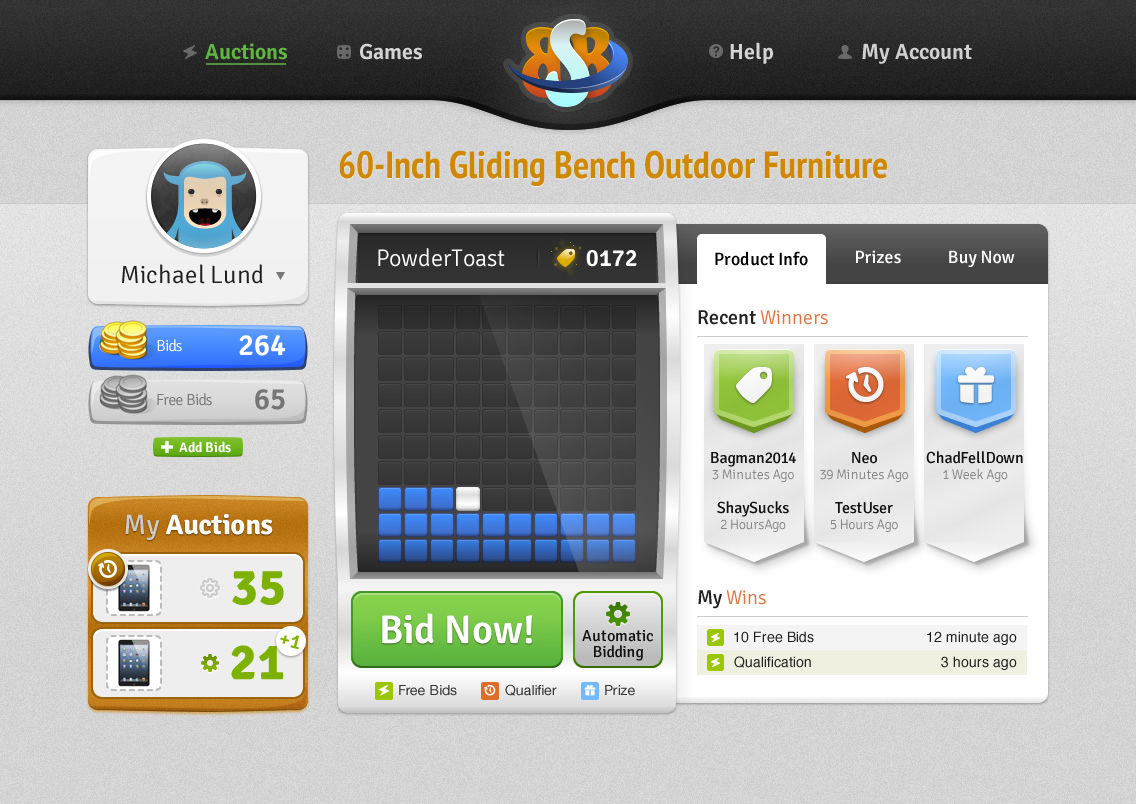 Auctions
Games
Help
My Account
60-Inch Gliding Bench Outdoor Furniture
Michael Lund
Bids 264
Free Bids 65
Add Bids
My Auctions
35
21 +1
PowderToast 0172
Bid Now!
Automatic
Bidding
Free Bids Qualifier Prize
Product Info Prizes Buy Now
Recent Winners
Bagman2014 Neo ChadFellDown
3 Minutes Ago 39 Minutes Ago 1 Week Ago
ShaySucks TestUser
2 HoursAgo 5 Hours Ago
My Wins
10 Free Bids 12 minute ago
Qualification 3 hours ago